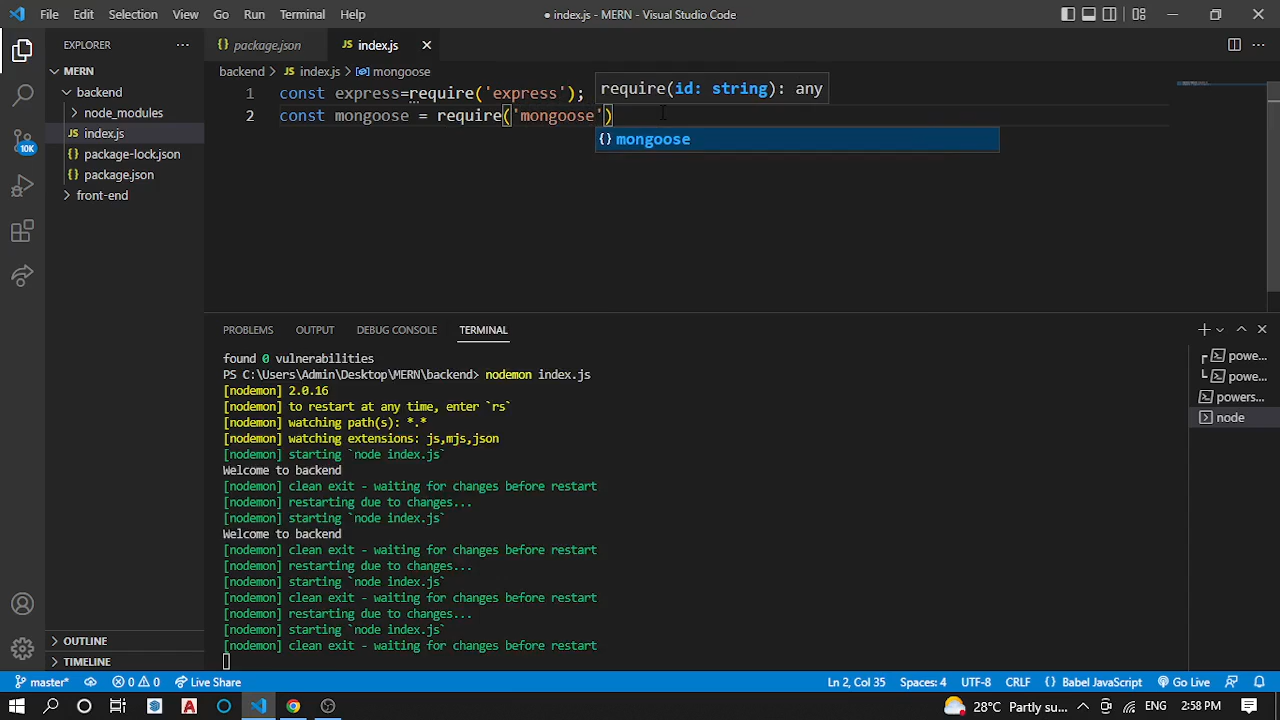 File Edit Selection View Go Run Terminal Help
● index.js - MERN - Visual Studio Code
EXPLORER
MERN
backend
node_modules
index.js
package-lock.json
package.json
front-end
OUTLINE
TIMELINE
10K
package.json index.js
backend > index.js > mongoose
1 const express=require('express');
2 const mongoose = require('mongoose')
require(id: string): any
mongoose
PROBLEMS OUTPUT DEBUG CONSOLE TERMINAL
found 0 vulnerabilities
PS C:\Users\Admin\Desktop\MERN\backend> nodemon index.js
[nodemon] 2.0.16
[nodemon] to restart at any time, enter `rs`
[nodemon] watching path(s): *.*
[nodemon] watching extensions: js,mjs,json
[nodemon] starting `node index.js`
Welcome to backend
[nodemon] clean exit - waiting for changes before restart
[nodemon] restarting due to changes...
[nodemon] starting `node index.js`
Welcome to backend
[nodemon] clean exit - waiting for changes before restart
[nodemon] restarting due to changes...
[nodemon] starting `node index.js`
[nodemon] clean exit - waiting for changes before restart
[nodemon] restarting due to changes...
[nodemon] starting `node index.js`
[nodemon] clean exit - waiting for changes before restart
powe...
powe...
powers...
node
master* 0 0 Live Share
Ln 2, Col 35 Spaces: 4 UTF-8 CRLF {} Babel JavaScript Go Live
28°C Partly su... ENG 2:58 PM